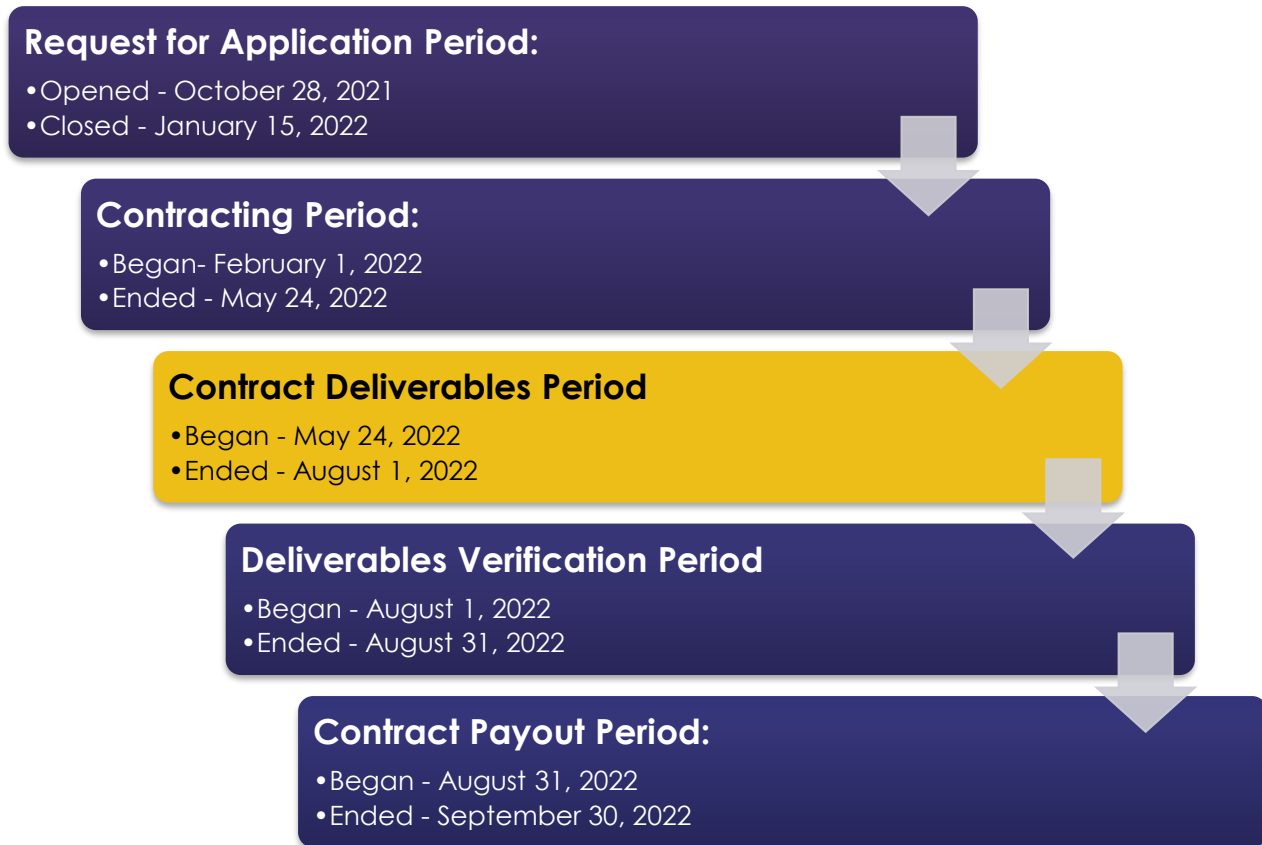 Request for Application Period:
•Opened - October 28, 2021
•Closed - January 15, 2022
Contracting Period:
•Began- February 1, 2022
•Ended - May 24, 2022
Contract Deliverables Period
•Began - May 24, 2022
•Ended - August 1, 2022
Deliverables Verification Period
•Began - August 1, 2022
•Ended - August 31, 2022
Contract Payout Period:
•Began - August 31, 2022
•Ended - September 30, 2022